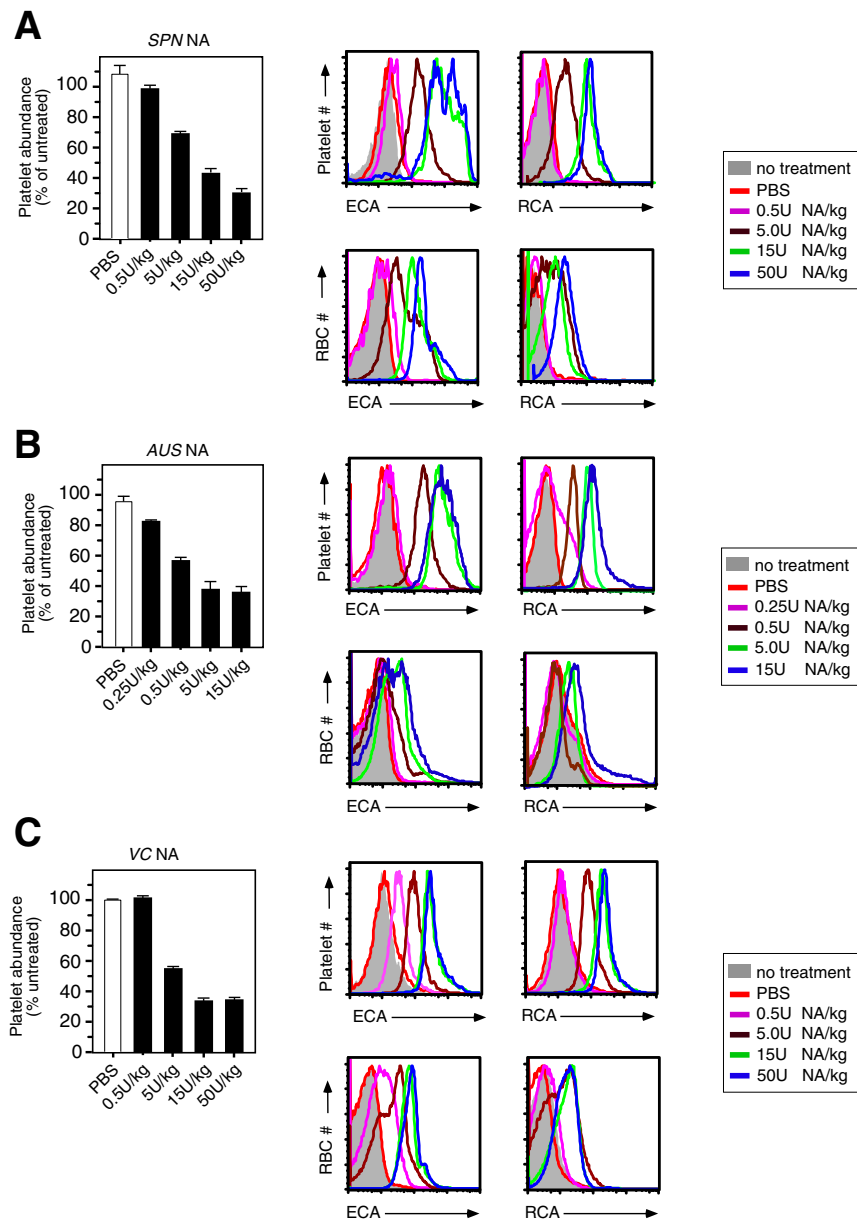 A
SPN NA
Platelet abundance
(% of untreated)
100
80
60
40
20
0
PBS
0.5U/kg
5U/kg
15U/kg
50U/kg
Platelet #
ECA
RCA
RBC #
ECA
RCA
no treatment
PBS
0.5U NA/kg
5.0U NA/kg
15U NA/kg
50U NA/kg
B
AUS NA
Platelet abundance
(% of untreated)
100
80
60
40
20
0
PBS
0.25U/kg
0.5U/kg
5U/kg
15U/kg
Platelet #
ECA
RCA
RBC #
ECA
RCA
no treatment
PBS
0.25U NA/kg
0.5U NA/kg
5.0U NA/kg
15U NA/kg
C
VC NA
Platelet abundance
(% untreated)
100
80
60
40
20
0
PBS
0.5U/kg
5U/kg
15U/kg
50U/kg
Platelet #
ECA
RCA
RBC #
ECA
RCA
no treatment
PBS
0.5U NA/kg
5.0U NA/kg
15U NA/kg
50U NA/kg